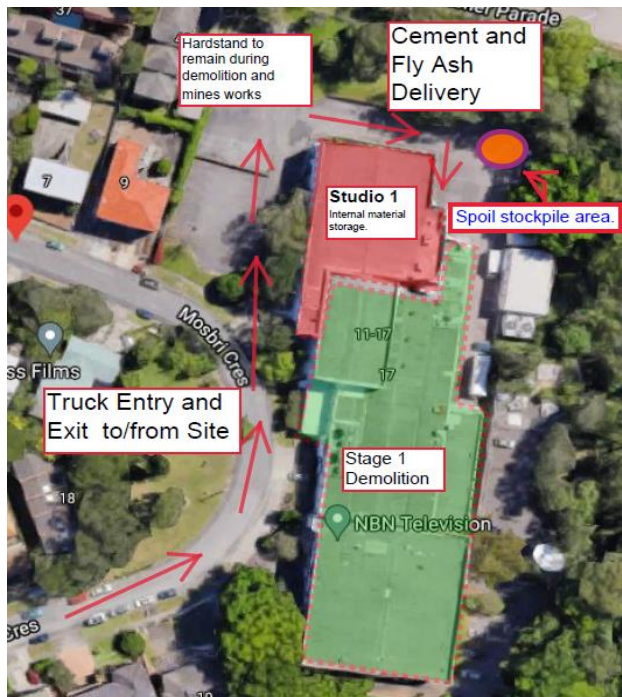 37
Parade
Hardstand to
remain during
demolition and
mines works
Cement and
Fly Ash
Delivery
7
9
Studio 1
Internal material
storage.
Spoil stockpile area.
Mosbri Cres
11-17
17
ss Films
Truck Entry and
Exit to/from Site
Stage 1
Demolition
18
NBN Television
Cres